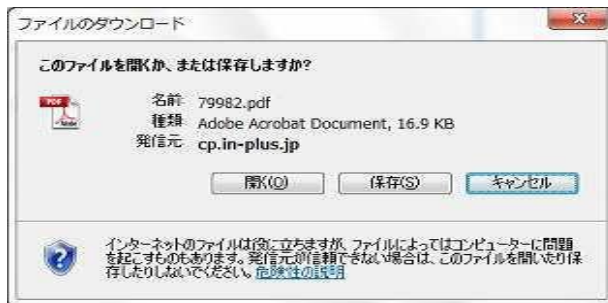 ファイルのダウンロード
このファイルを開くか、または保存しますか?
名前 79982.pdf
種類 Adobe Acrobat Document, 16.9 KB
発信元 cp.in-plus.jp
開く(O) 保存(S) キャンセル
インターネットのファイルは役に立ちますが、ファイルによってはコンピューターに問題
を起こすものもあります。発信元が信頼できない場合は、このファイルを開いたり保
存したりしないでください。危険性の説明